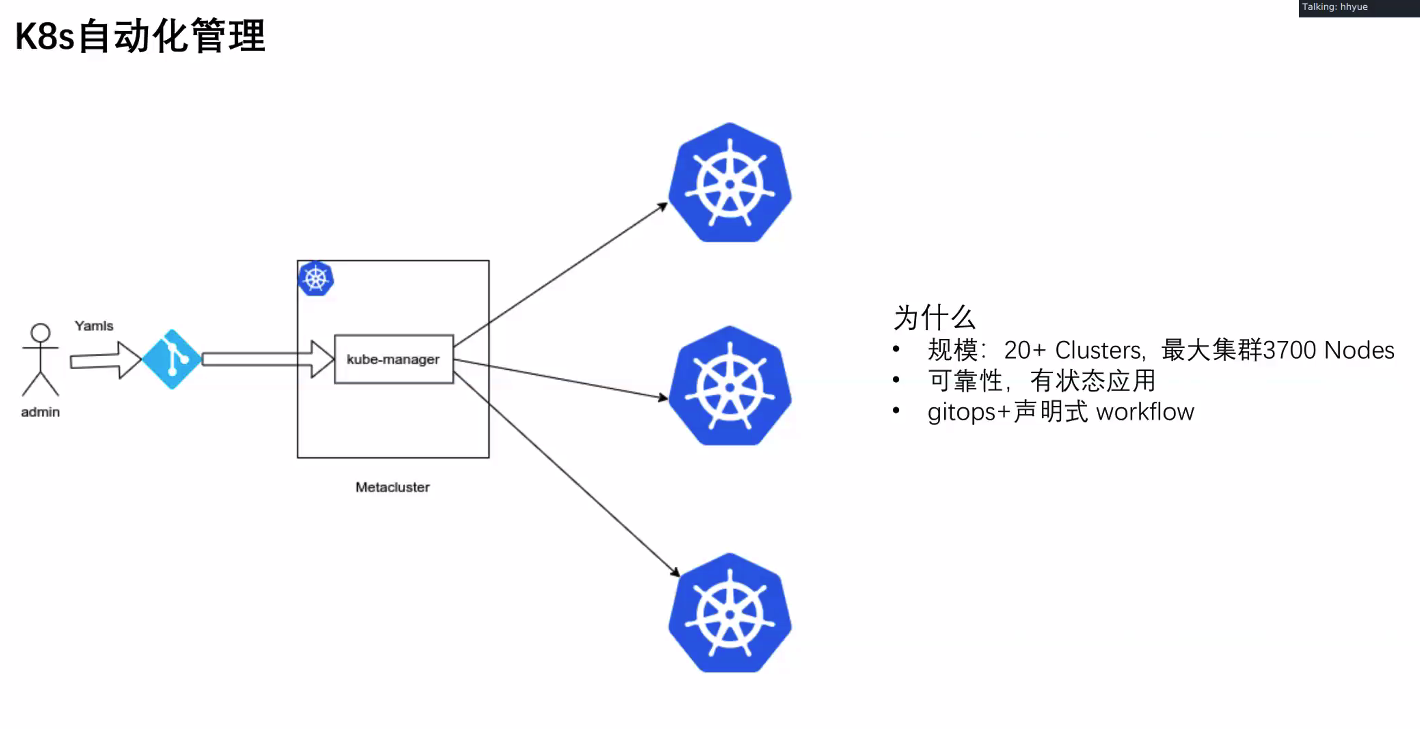 Talking: hhyue
K8s自动化管理
Yamls
admin
kube-manager
Metacluster
为什么
• 规模：20+ Clusters, 最大集群3700 Nodes
• 可靠性，有状态应用
• gitops+声明式 workflow